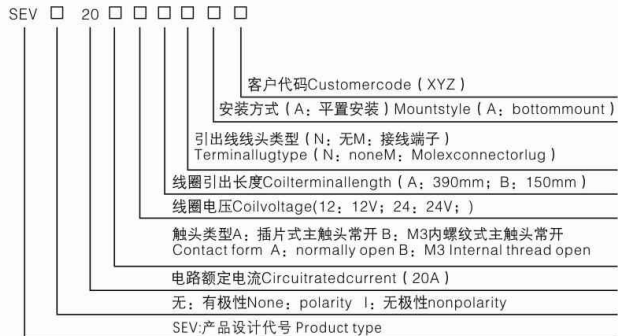 SEV □ 20 □ □ □ □ □ □
客户代码Customercode（XYZ）
安装方式（A：平置安装）Mountstyle（A：bottommount）
引出线线头类型（N：无M：接线端子）
Terminallugtype（N：noneM：Molexconnectorlug）
线圈引出长度Coilterminallength（A：390mm；B：150mm）
线圈电压Coilvoltage(12：12V；24：24V；)
触头类型A：插片式主触头常开 B：M3内螺纹式主触头常开
Contact form A：normally open B：M3 Internal thread open
电路额定电流Circuitratedcurrent（20A）
无：有极性None：polarity I：无极性nonpolarity
SEV:产品设计代号 Product type